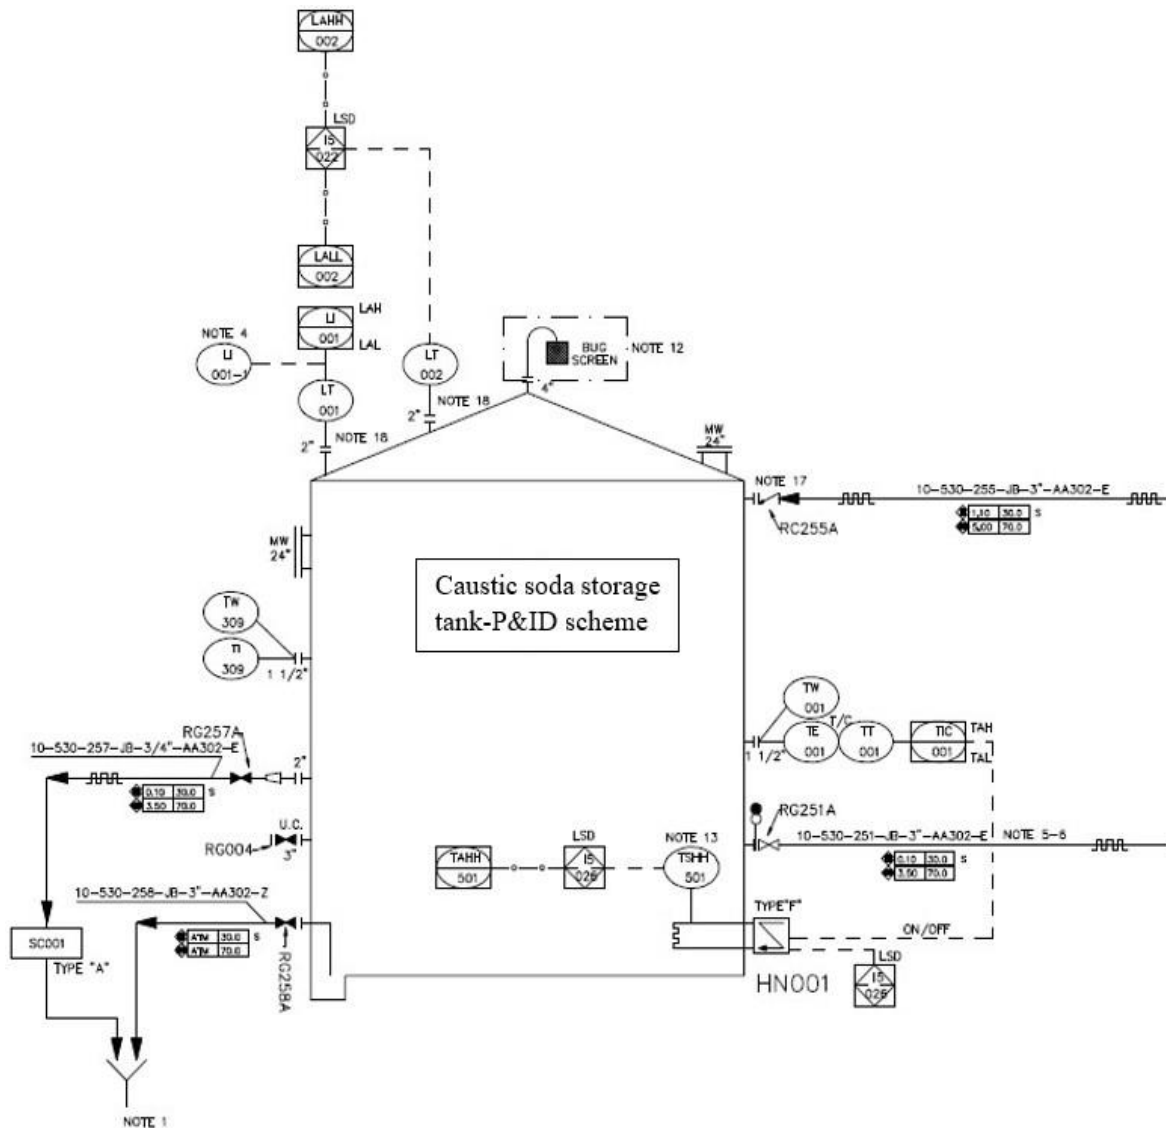 LAHH
002
LSD
IS
022
LALL
002
LI
001
LAH
LAL
NOTE 4
LI
001-1
LT
001
LT
002
NOTE 18
2"
NOTE 18
2"
BUG
SCREEN
NOTE 12
4"
MW
24"
NOTE 17
10-530-255-JB-3"-AA302-E
1,10 30.0 S
5,00 70.0
RC255A
MW
24"
Caustic soda storage
tank-P&ID scheme
TW
309
TI
309
1 1/2"
TW
001
T/C
TE
001
TT
001
TIC
001
TAH
TAL
1 1/2"
RG257A
10-530-257-JB-3/4"-AA302-E
2"
0.10 30.0 S
3.50 70.0
U.C.
RG004
3"
RG251A
10-530-251-JB-3"-AA302-E
NOTE 5-6
0.10 30.0 S
3.50 70.0
LSD
NOTE 13
TAHH
501
IS
026
TSHH
501
10-530-258-JB-3"-AA302-Z
ATM 30.0 S
ATM 70.0
RG258A
SC001
TYPE "A"
TYPE"F"
ON/OFF
HN001
LSD
IS
026
NOTE 1